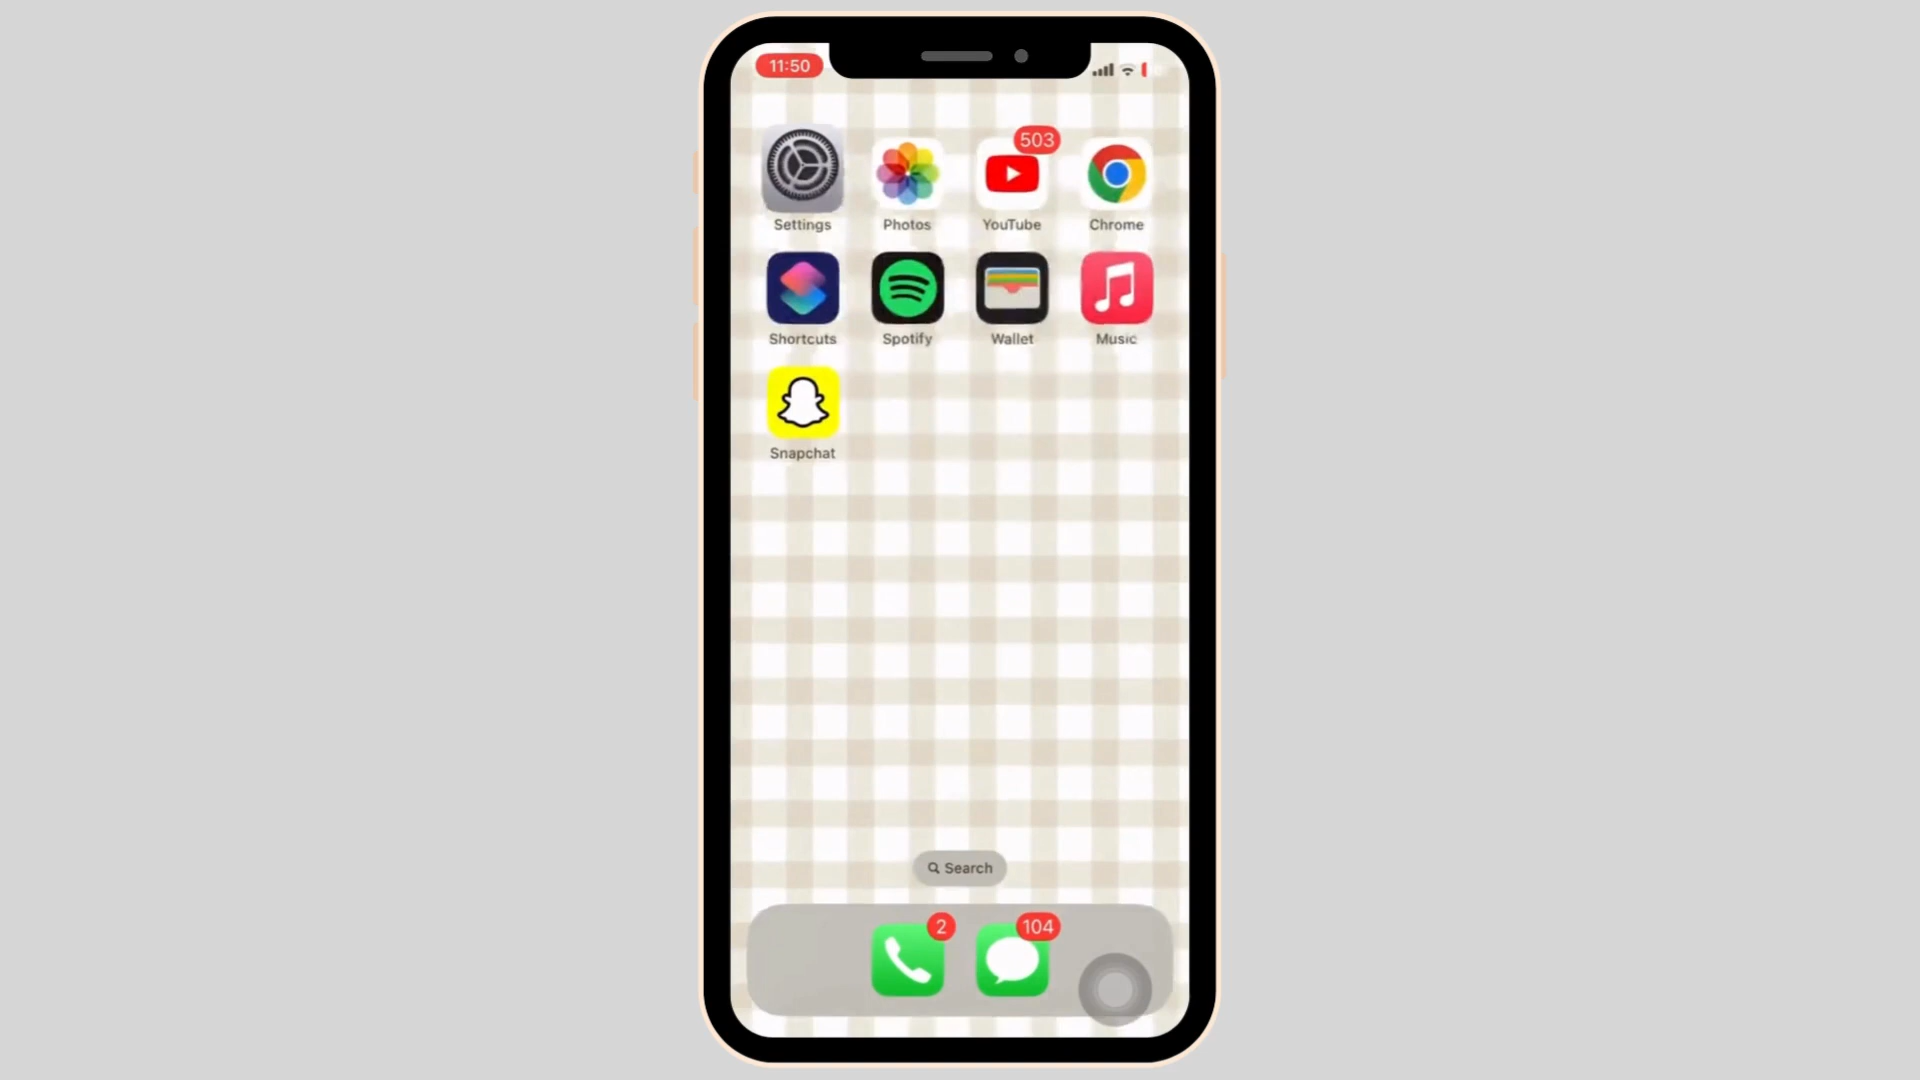 11:50
503
Settings Photos YouTube Chrome
Shortcuts Spotify Wallet Music
Snapchat
Search
2 104